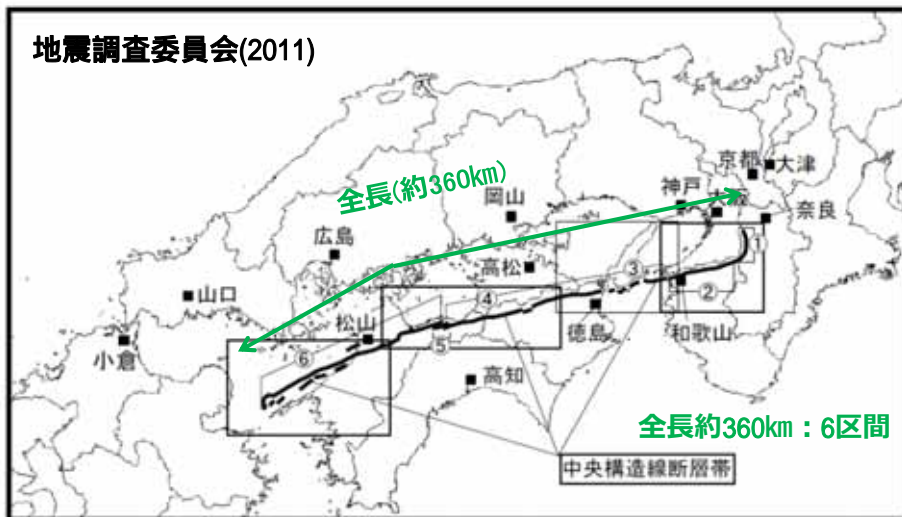 地震調査委員会(2011)
京都
大津
神戸
大阪
奈良
全長(約360km)
岡山
広島
①
③
高松
②
山口
④
松山
徳島
和歌山
⑤
小倉
⑥
高知
全長約360km：6区間
中央構造線断層帯